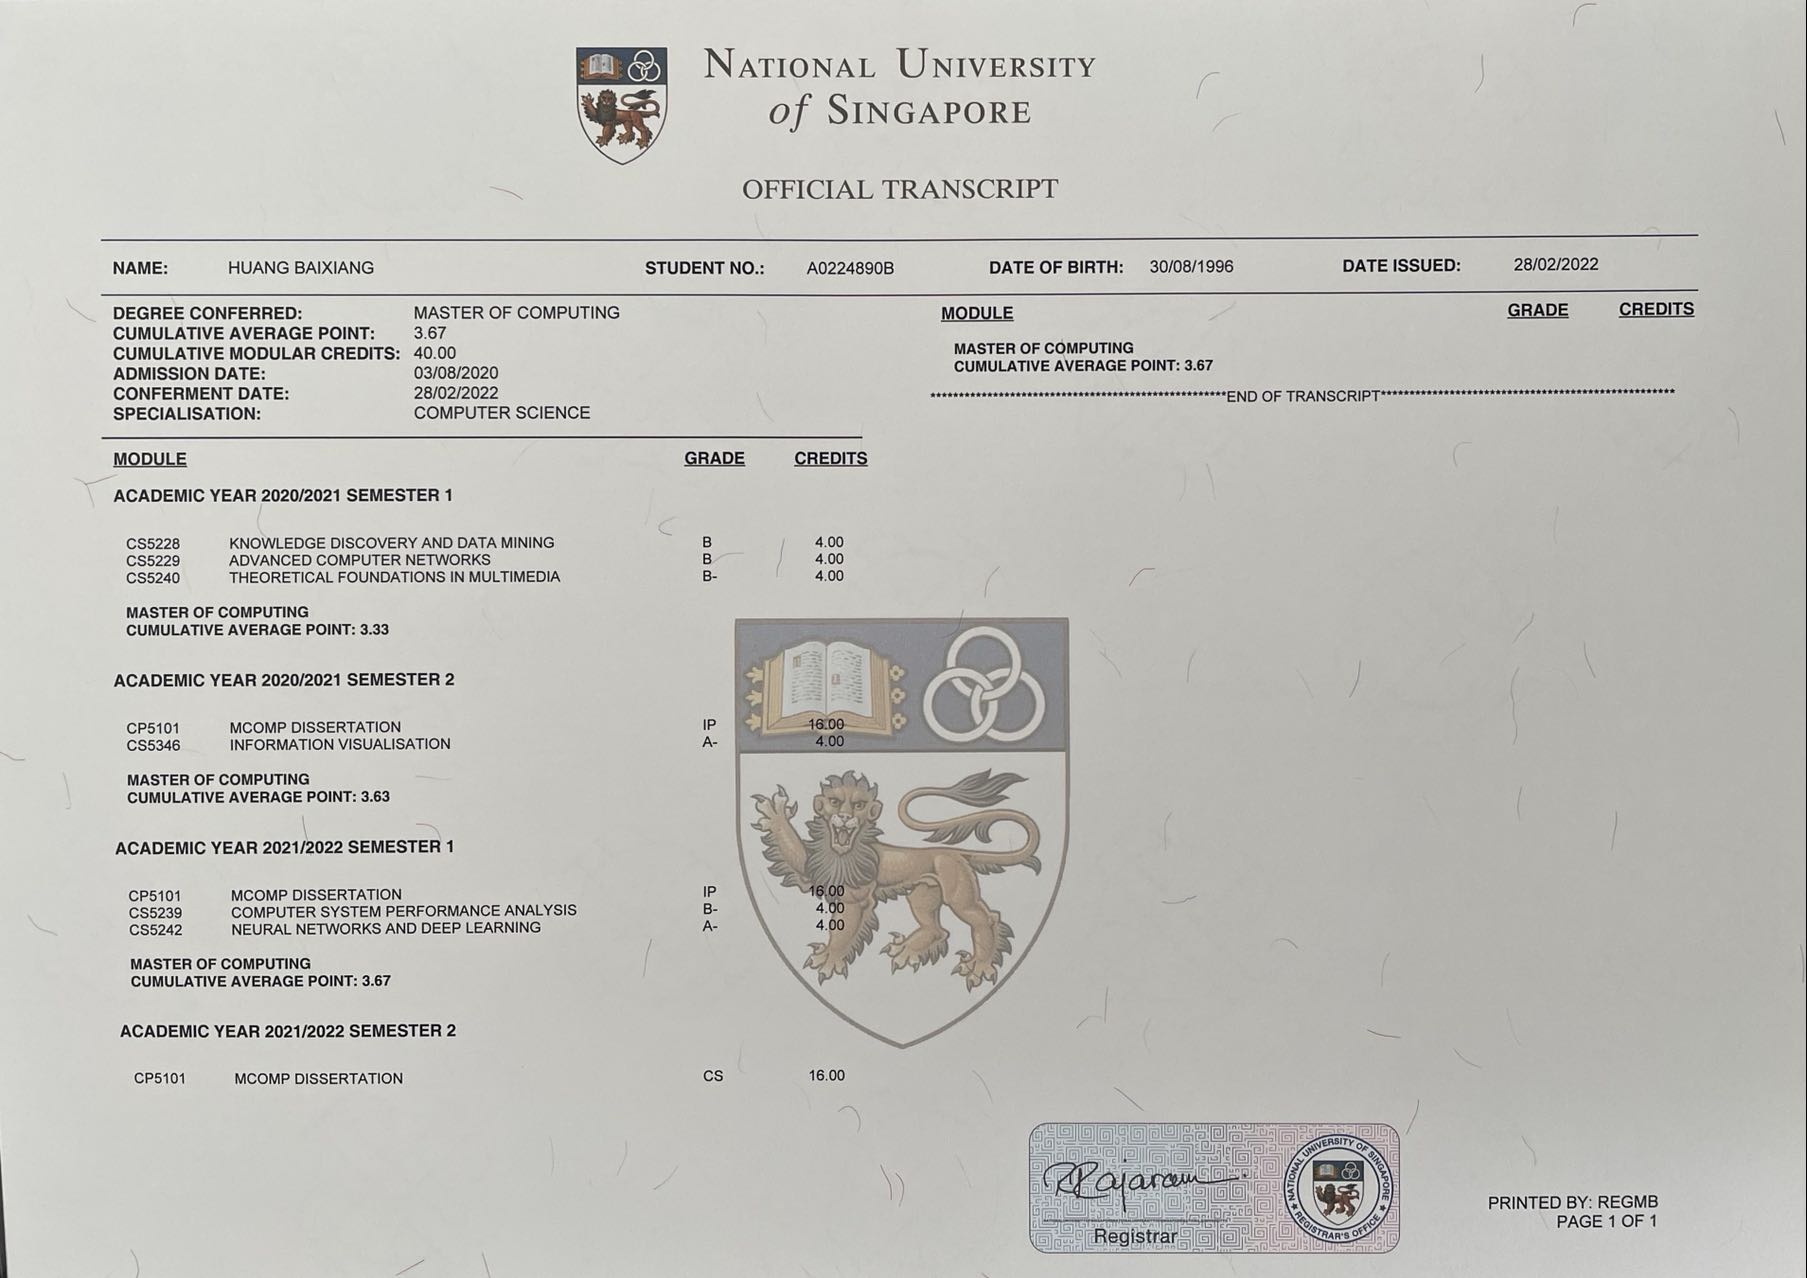 NATIONAL UNIVERSITY
of SINGAPORE
OFFICIAL TRANSCRIPT
NAME: HUANG BAIXIANG STUDENT NO.: A0224890B DATE OF BIRTH: 30/08/1996 DATE ISSUED: 28/02/2022
DEGREE CONFERRED: MASTER OF COMPUTING
CUMULATIVE AVERAGE POINT: 3.67
CUMULATIVE MODULAR CREDITS: 40.00
ADMISSION DATE: 03/08/2020
CONFERMENT DATE: 28/02/2022
SPECIALISATION: COMPUTER SCIENCE
MODULE GRADE CREDITS
ACADEMIC YEAR 2020/2021 SEMESTER 1
CS5228 KNOWLEDGE DISCOVERY AND DATA MINING B 4.00
CS5229 ADVANCED COMPUTER NETWORKS B 4.00
CS5240 THEORETICAL FOUNDATIONS IN MULTIMEDIA B- 4.00
MASTER OF COMPUTING
CUMULATIVE AVERAGE POINT: 3.33
ACADEMIC YEAR 2020/2021 SEMESTER 2
CP5101 MCOMP DISSERTATION IP 16.00
CS5346 INFORMATION VISUALISATION A- 4.00
MASTER OF COMPUTING
CUMULATIVE AVERAGE POINT: 3.63
ACADEMIC YEAR 2021/2022 SEMESTER 1
CP5101 MCOMP DISSERTATION IP 16.00
CS5239 COMPUTER SYSTEM PERFORMANCE ANALYSIS B- 4.00
CS5242 NEURAL NETWORKS AND DEEP LEARNING A- 4.00
MASTER OF COMPUTING
CUMULATIVE AVERAGE POINT: 3.67
ACADEMIC YEAR 2021/2022 SEMESTER 2
CP5101 MCOMP DISSERTATION CS 16.00
MODULE GRADE CREDITS
MASTER OF COMPUTING
CUMULATIVE AVERAGE POINT: 3.67
END OF TRANSCRIPT
RRajaram
Registrar
NATIONAL UNIVERSITY OF SINGAPORE
REGISTRAR'S OFFICE
PRINTED BY: REGMB
PAGE 1 OF 1